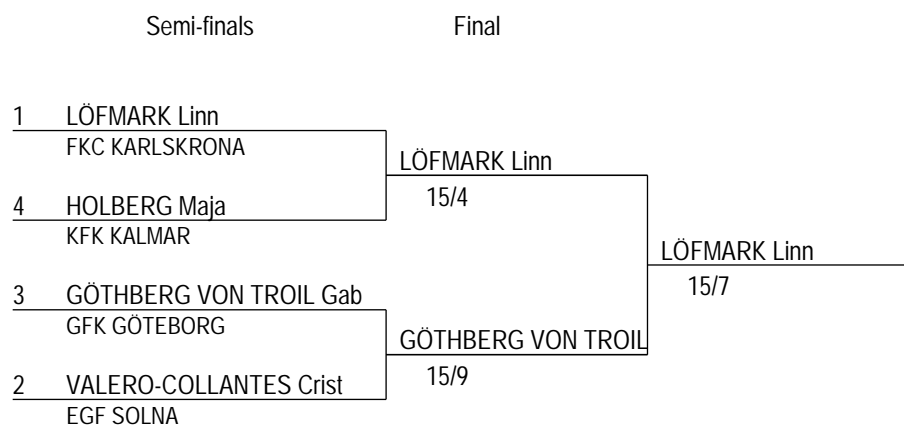 Semi-finals Final
1 LÖFMARK Linn
FKC KARLSKRONA
LÖFMARK Linn
15/4
4 HOLBERG Maja
KFK KALMAR
LÖFMARK Linn
15/7
3 GÖTHBERG VON TROIL Gab
GFK GÖTEBORG
GÖTHBERG VON TROIL
15/9
2 VALERO-COLLANTES Crist
EGF SOLNA